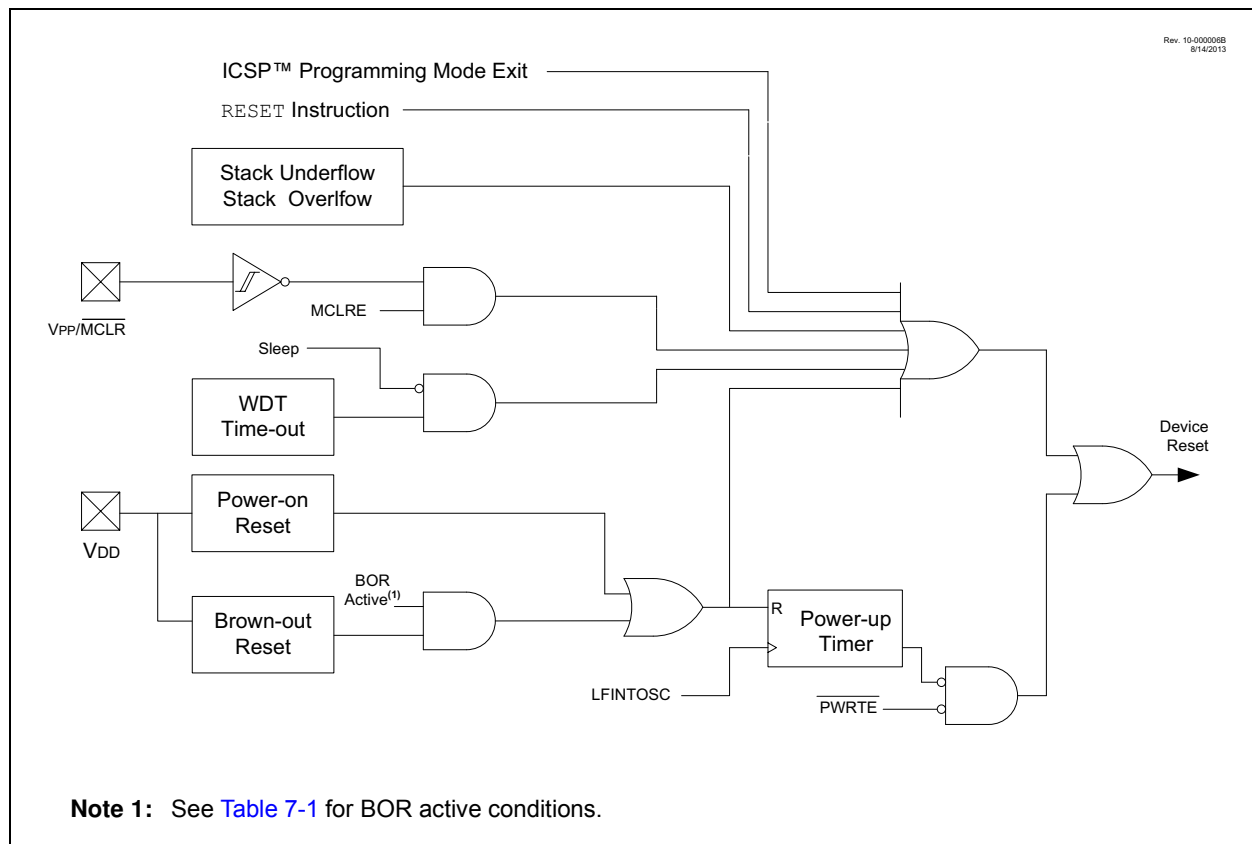 Rev. 10-000006B
8/14/2013
ICSP™ Programming Mode Exit
RESET Instruction
Stack Underflow
Stack Overlfow
VPP/MCLR
MCLRE
Sleep
WDT
Time-out
Device
Reset
Power-on
Reset
VDD
BOR
Active(1)
Brown-out
Reset
R
Power-up
Timer
LFINTOSC
PWRTE
Note 1: See Table 7-1 for BOR active conditions.